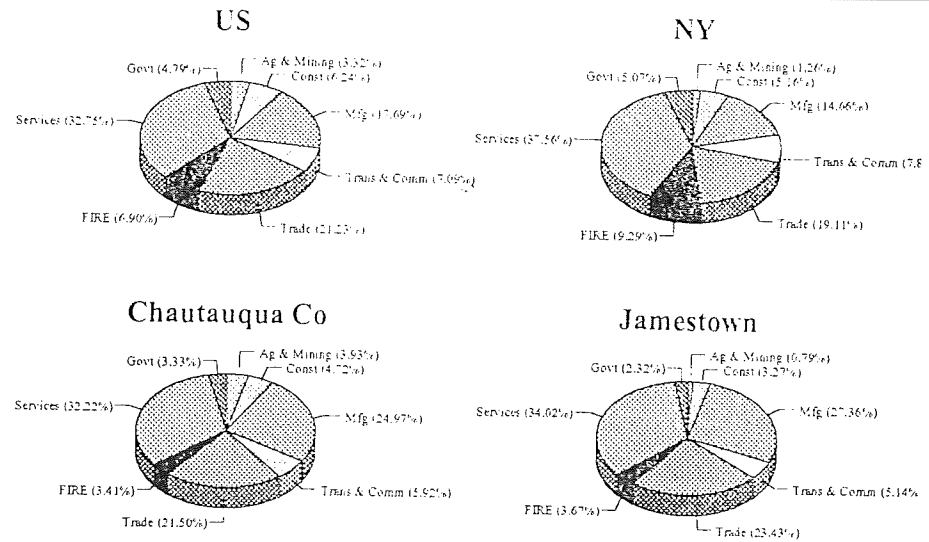 US
Govt (4.79%)
Ag & Mining (3.32%)
Const (6.24%)
Services (32.75%)
Mfg (17.69%)
Trans & Comm (7.09%)
FIRE (6.90%)
Trade (21.23%)
NY
Ag & Mining (1.26%)
Govt (5.07%)
Const (5.16%)
Mfg (14.66%)
Services (37.56%)
Trans & Comm (7.8
FIRE (9.29%)
Trade (19.11%)
Chautauqua Co
Govt (3.33%)
Ag & Mining (3.93%)
Const (4.72%)
Services (32.22%)
Mfg (24.97%)
FIRE (3.41%)
Trans & Comm (5.92%)
Trade (21.50%)
Jamestown
Ag & Mining (0.79%)
Govt (2.32%)
Const (3.27%)
Services (34.02%)
Mfg (27.36%)
Trans & Comm (5.14%
FIRE (3.67%)
Trade (23.43%)